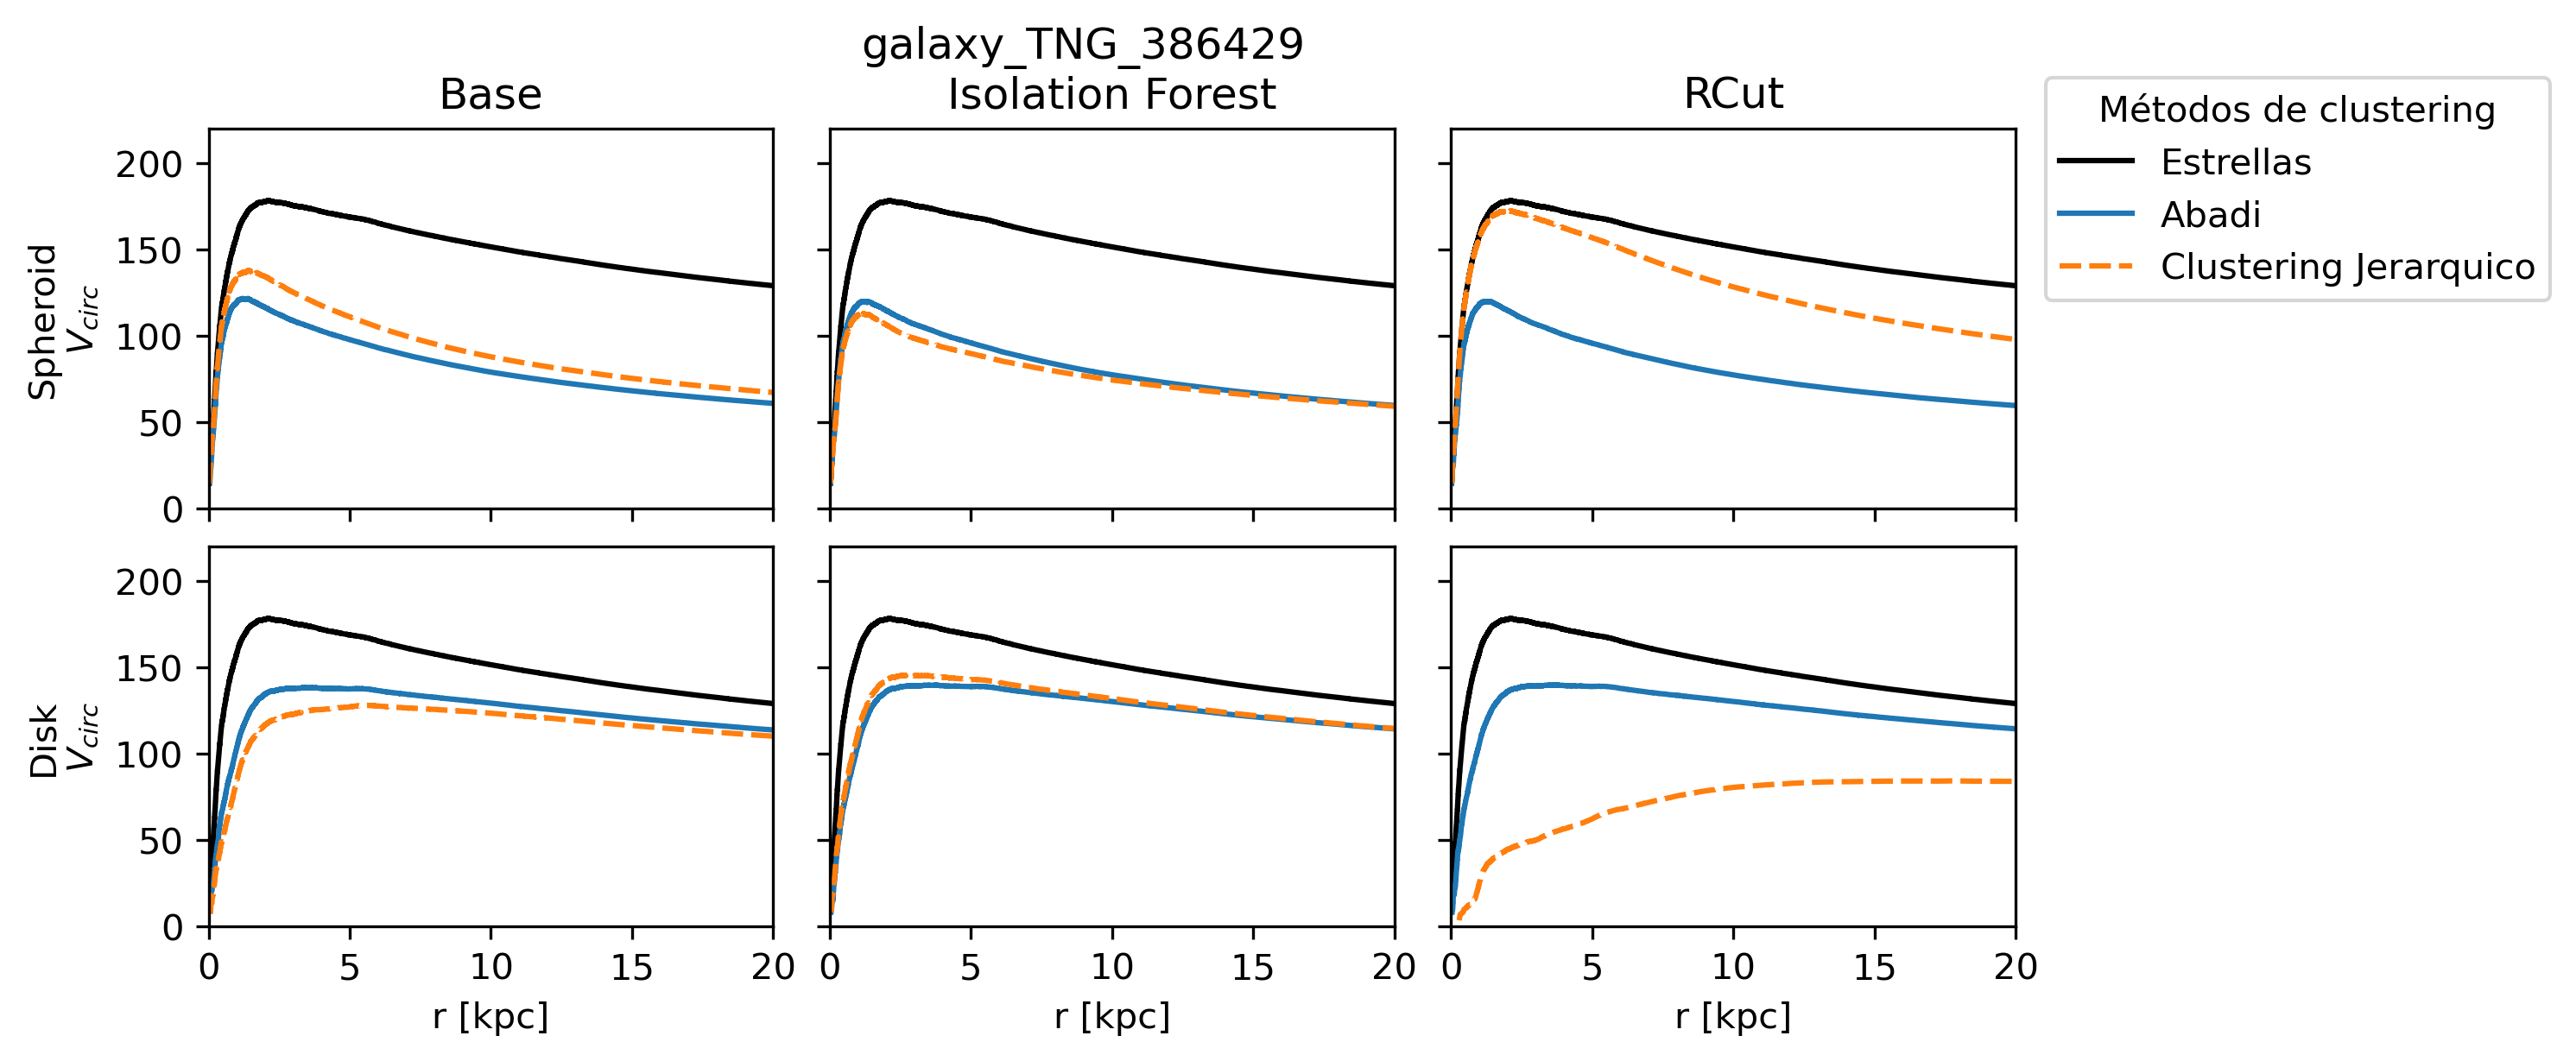 galaxy_TNG_386429
Base
Isolation Forest
RCut
Métodos de clustering
Estrellas
Abadi
Clustering Jerarquico
Spheroid
V_circ
200
150
100
50
0
Disk
V_circ
200
150
100
50
0
0 5 10 15 20
0 5 10 15 20
0 5 10 15 20
r [kpc]
r [kpc]
r [kpc]